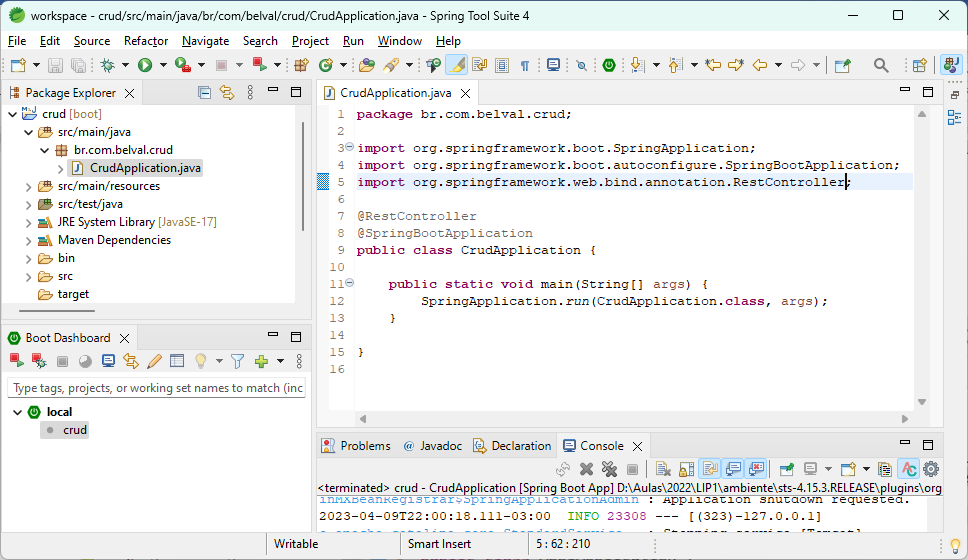 workspace - crud/src/main/java/br/com/belval/crud/CrudApplication.java - Spring Tool Suite 4
File Edit Source Refactor Navigate Search Project Run Window Help
Package Explorer
crud [boot]
src/main/java
br.com.belval.crud
CrudApplication.java
src/main/resources
src/test/java
JRE System Library [JavaSE-17]
Maven Dependencies
bin
src
target
Boot Dashboard
Type tags, projects, or working set names to match (inc
local
crud
CrudApplication.java
1 package br.com.belval.crud;
2
3 import org.springframework.boot.SpringApplication;
4 import org.springframework.boot.autoconfigure.SpringBootApplication;
5 import org.springframework.web.bind.annotation.RestController;
6
7 @RestController
8 @SpringBootApplication
9 public class CrudApplication {
10
11 public static void main(String[] args) {
12 SpringApplication.run(CrudApplication.class, args);
13 }
14
15 }
16
Problems @ Javadoc Declaration Console
<terminated> crud - CrudApplication [Spring Boot App] D:\Aulas\2022\LIP1\ambiente\sts-4.15.3.RELEASE\plugins\org
inMXBeanRegistrar$SpringApplicationAdmin : Application shutdown requested.
2023-04-09T22:00:18.111-03:00 INFO 23308 --- [(323)-127.0.0.1]
Writable Smart Insert 5 : 62 : 210